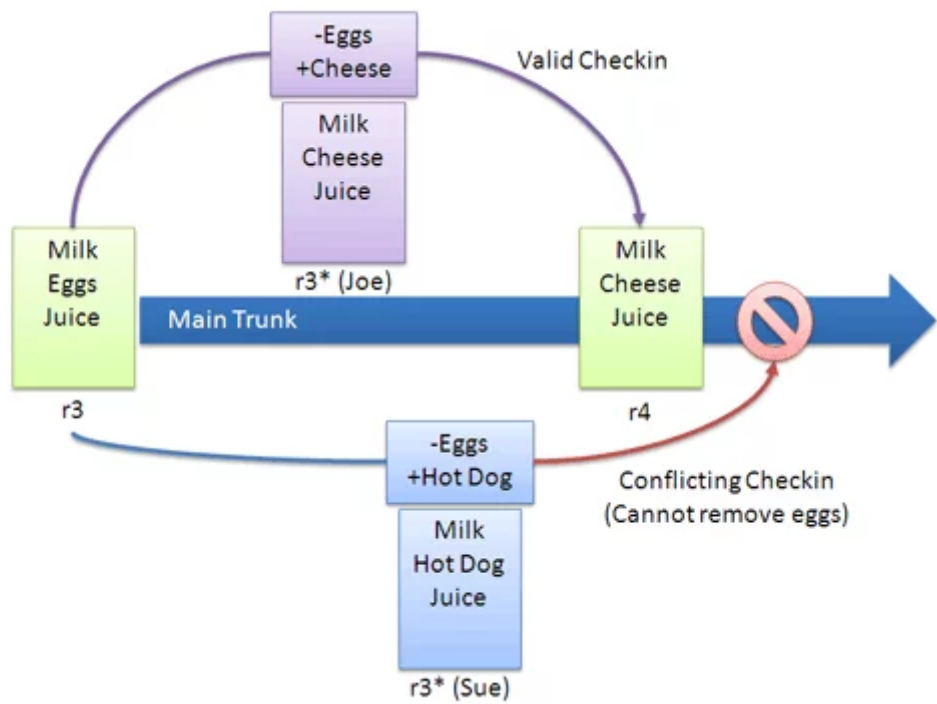 -Eggs
+Cheese
Valid Checkin
Milk
Cheese
Juice
r3* (Joe)
Milk
Eggs
Juice
r3
Main Trunk
Milk
Cheese
Juice
r4
-Eggs
+Hot Dog
Conflicting Checkin
(Cannot remove eggs)
Milk
Hot Dog
Juice
r3* (Sue)